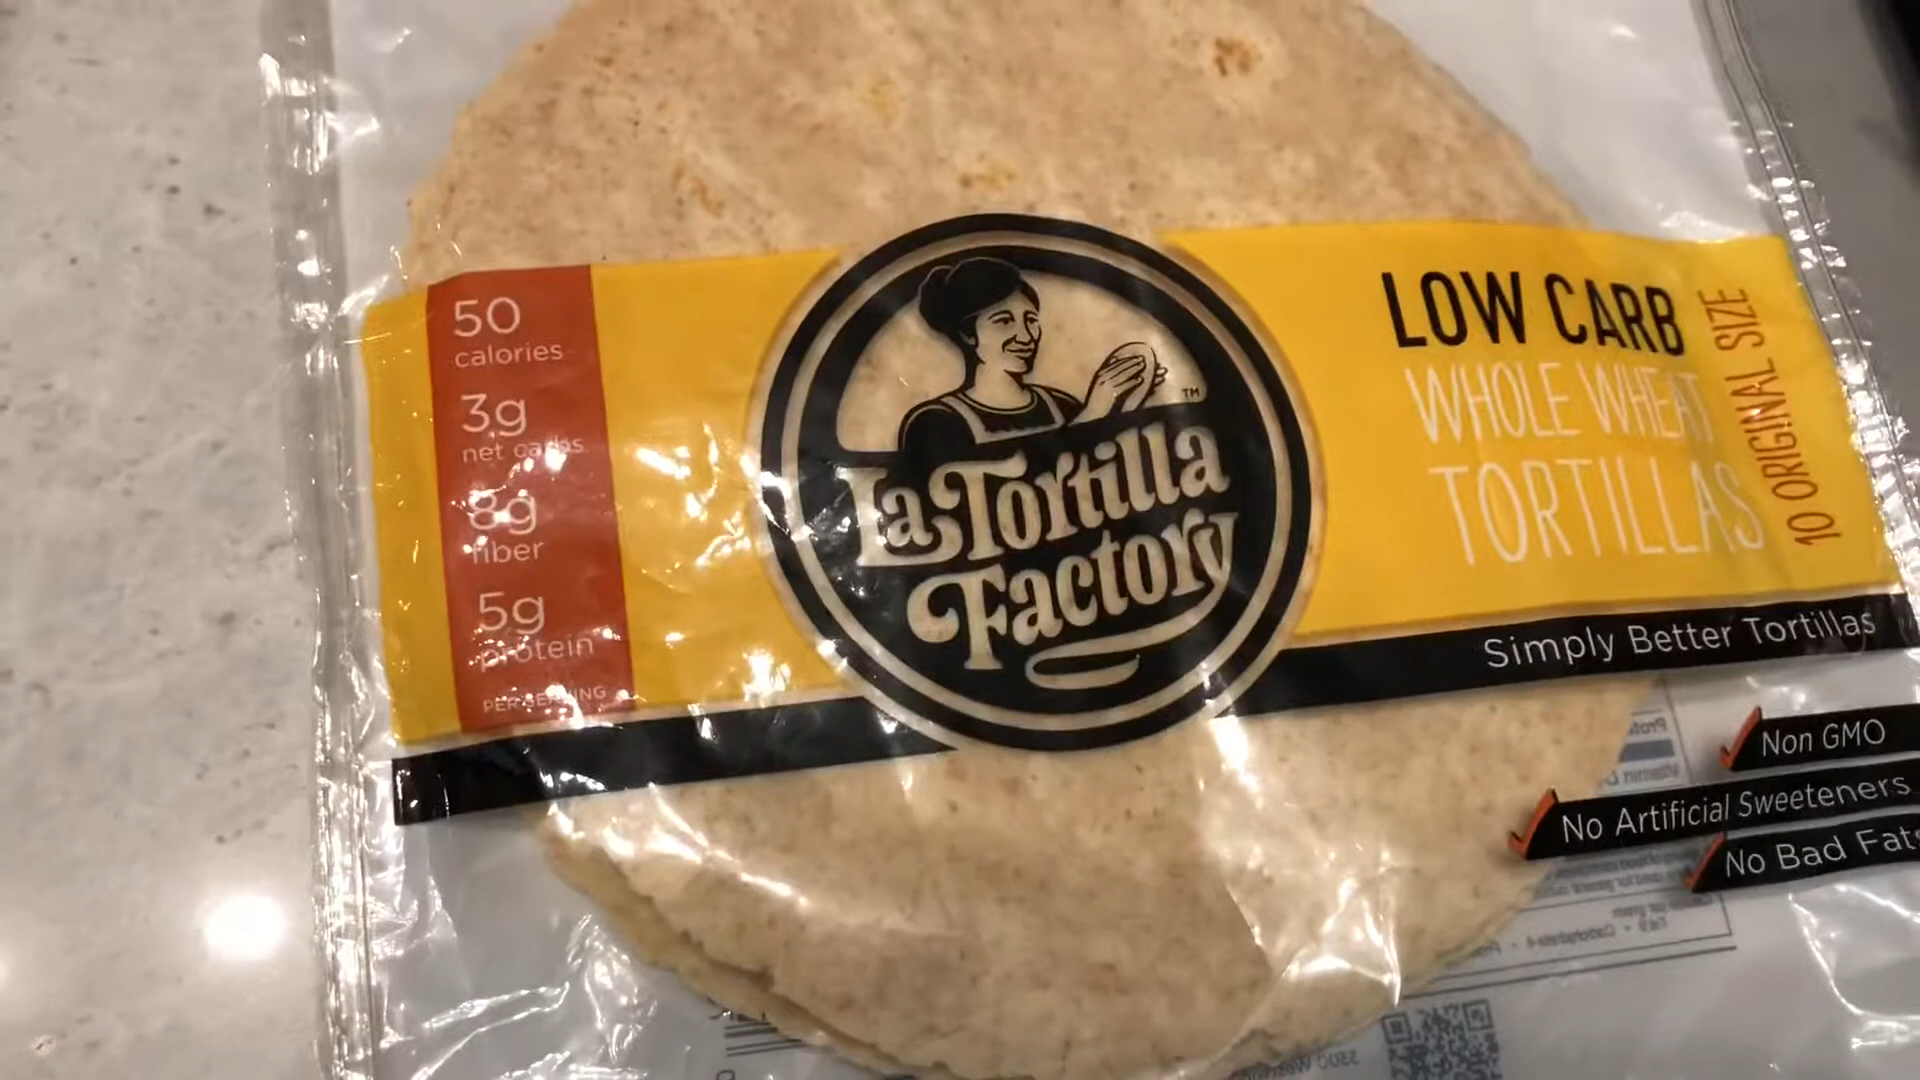 50
calories
3g
net carbs
8g
fiber
5g
protein
PER SERVING
TM
La Tortilla
Factory
LOW CARB
WHOLE WHEAT
TORTILLAS
10 ORIGINAL SIZE
Simply Better Tortillas
Non GMO
No Artificial Sweeteners
No Bad Fats